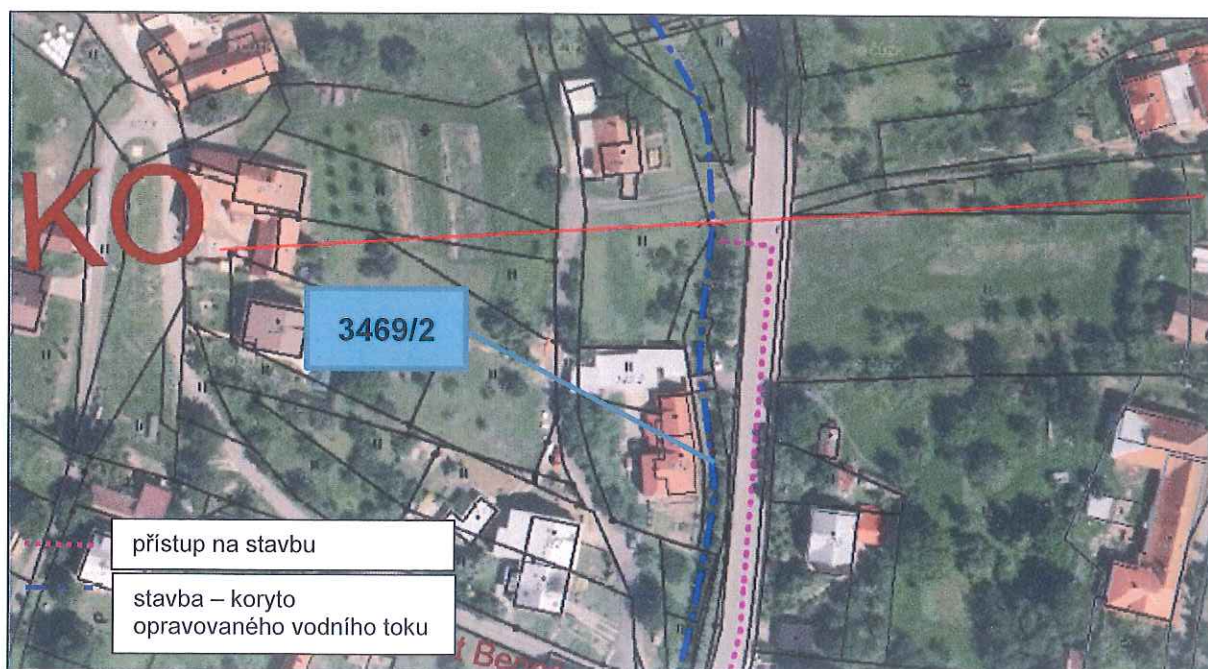 KO
3469/2
přístup na stavbu
stavba – koryto
opravovaného vodního toku